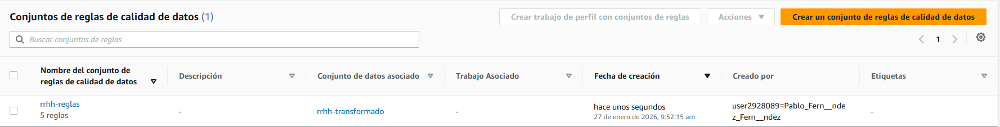 Conjuntos de reglas de calidad de datos (1)
Crear trabajo de perfil con conjuntos de reglas
Acciones
Crear un conjunto de reglas de calidad de datos
Buscar conjuntos de reglas
1
Nombre del conjunto de
reglas de calidad de datos
Descripción
Conjunto de datos asociado
Trabajo Asociado
Fecha de creación
Creado por
Etiquetas
rrhh-reglas
5 reglas
-
rrhh-transformado
-
hace unos segundos
27 de enero de 2026, 9:52:15 am
user2928089=Pablo_Fern__nde
z_Fern__ndez
-